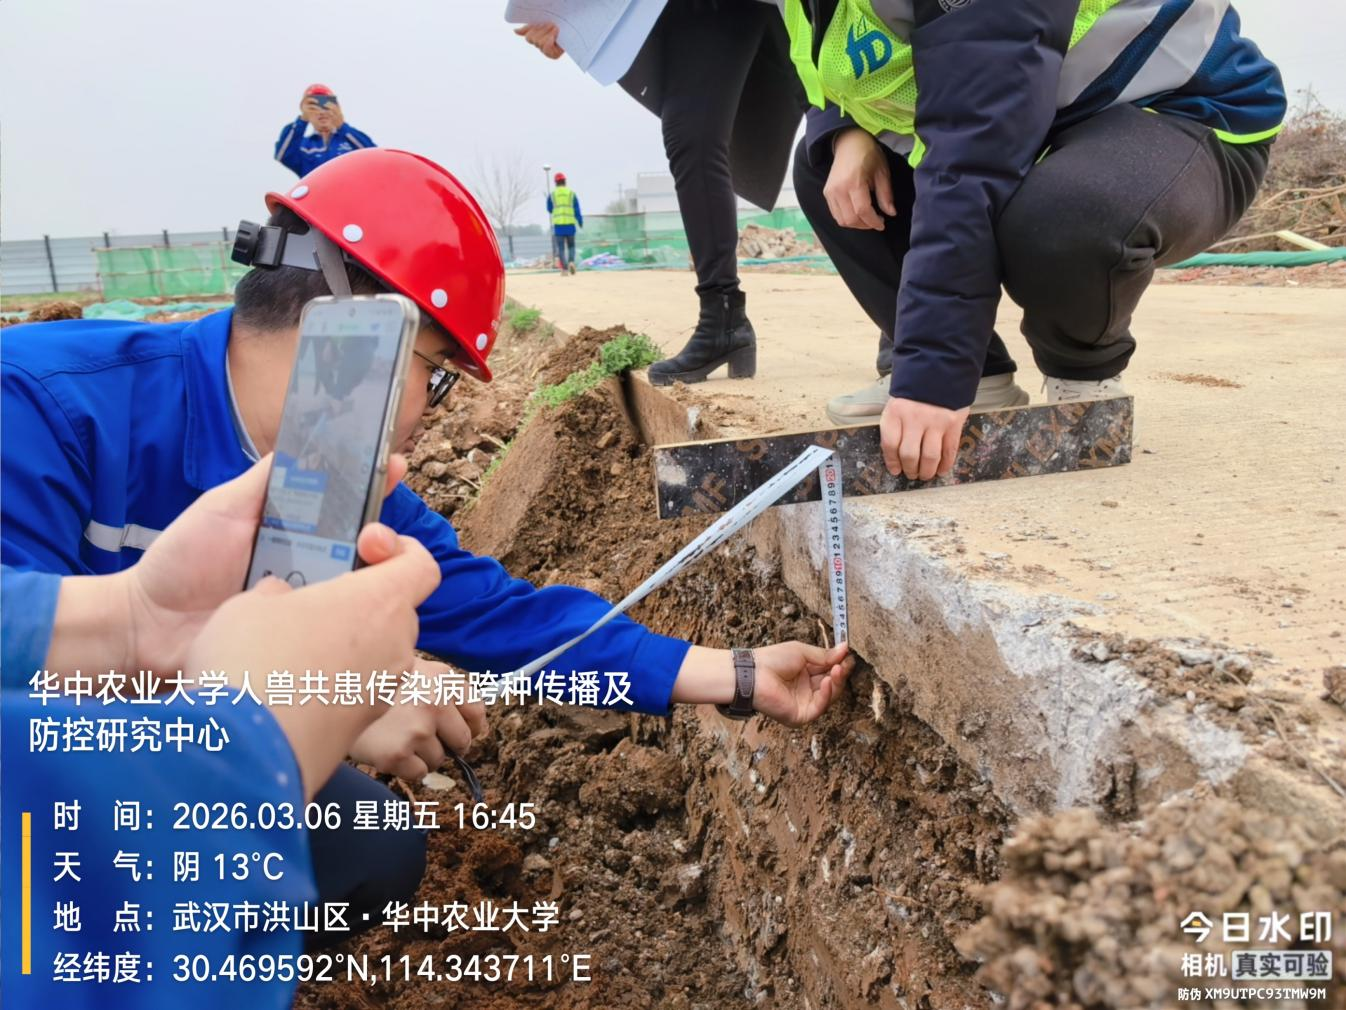 华中农业大学人兽共患传染病跨种传播及
防控研究中心
时 间：2026.03.06 星期五 16:45
天 气：阴 13℃
地 点：武汉市洪山区·华中农业大学
经纬度：30.469592°N,114.343711°E
今日水印
相机 真实可验
防伪 XM9UTPC93TMW9M